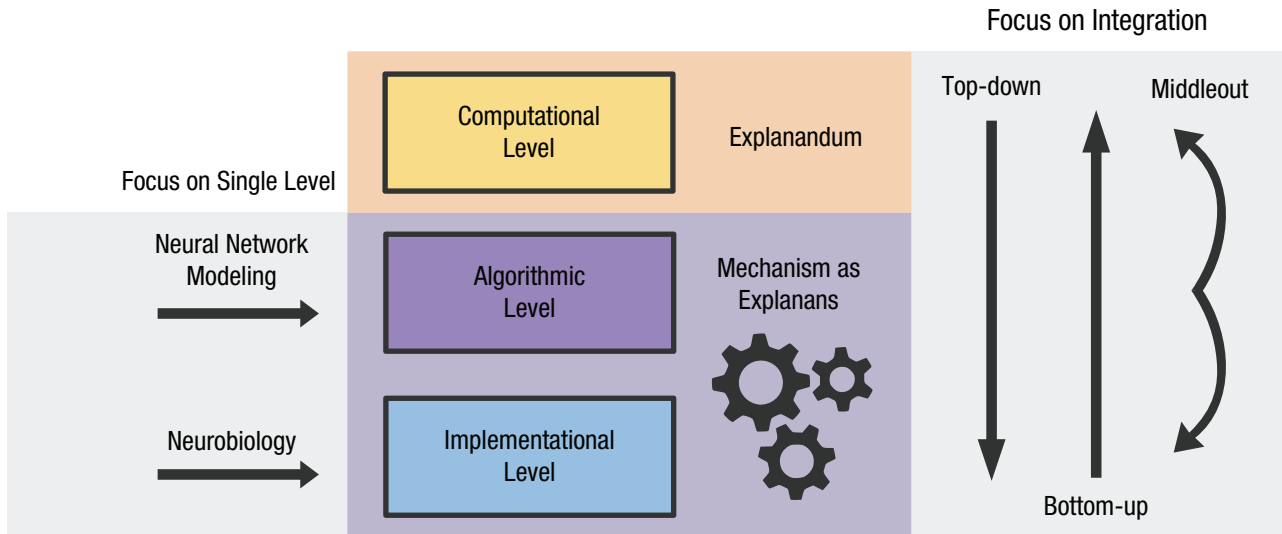 Focus on Integration
Top-down
Middleout
Computational
Level
Explanandum
Focus on Single Level
Neural Network
Modeling
Algorithmic
Level
Mechanism as
Explanans
Neurobiology
Implementational
Level
Bottom-up